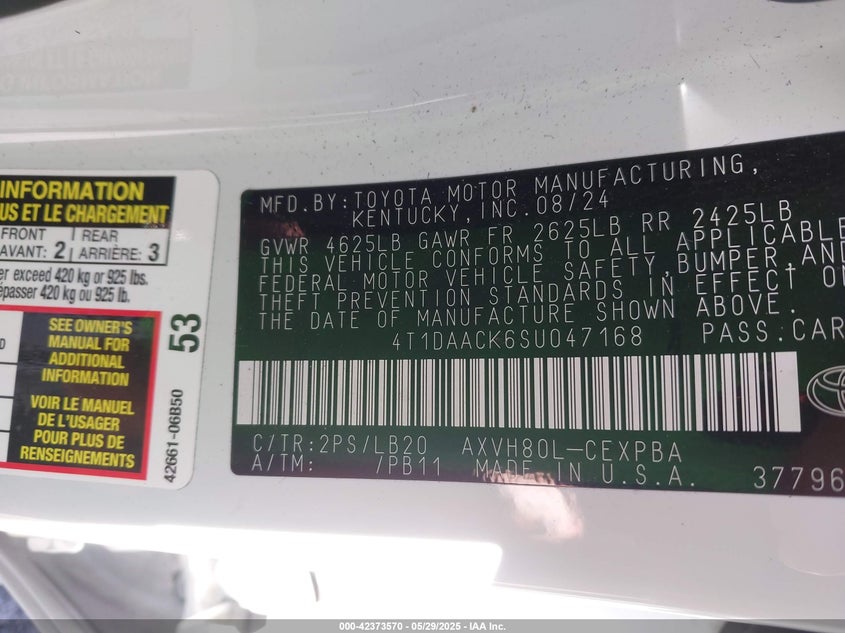 INFORMATION
US ET LE CHARGEMENT
FRONT
AVANT: 2
REAR
ARRIÈRE: 3
er exceed 420 kg or 925 lbs.
épasser 420 kg ou 925 lb.
SEE OWNER'S
MANUAL FOR
ADDITIONAL
INFORMATION
VOIR LE MANUEL
DE L'USAGER
POUR PLUS DE
RENSEIGNEMENTS
53
42661-06B50
MFD.BY:TOYOTA MOTOR MANUFACTURING,
KENTUCKY,INC.08/24
GVWR 4625LB GAWR FR 2625LB RR 2425LB
THIS VEHICLE CONFORMS TO ALL APPLICABLE
FEDERAL MOTOR VEHICLE SAFETY,BUMPER,AND
THEFT PREVENTION STANDARDS IN EFFECT ON
THE DATE OF MANUFACTURE SHOWN ABOVE.
4T1DAACK6SU047168 PASS.CAR
C/TR:2PS/LB20 AXVH80L-CEXPBA
A/TM: /PB11 MADE IN U.S.A. 37796
000-42373570 • 05/29/2025 • IAA Inc.